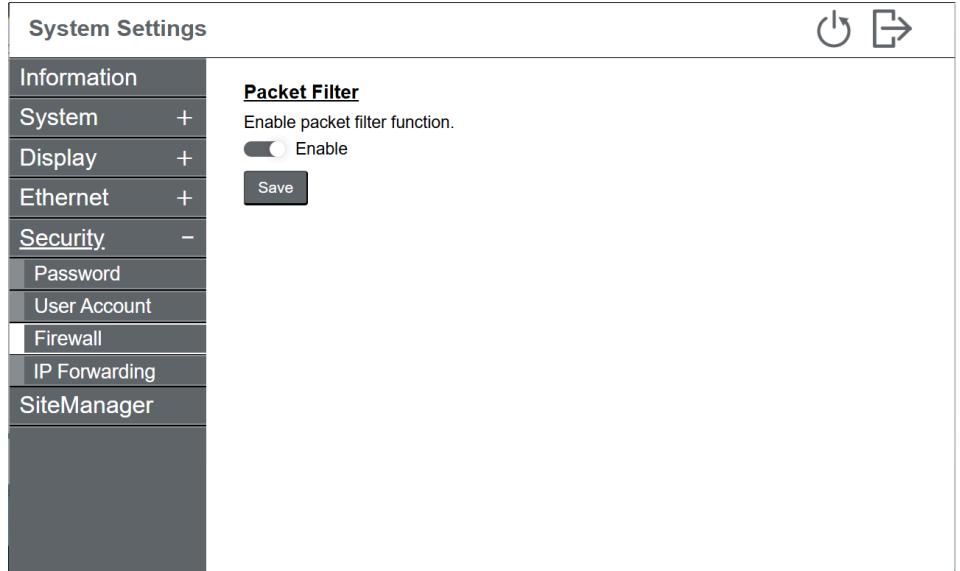 System Settings
Information
System +
Display +
Ethernet +
Security −
Password
User Account
Firewall
IP Forwarding
SiteManager
Packet Filter
Enable packet filter function.
Enable
Save